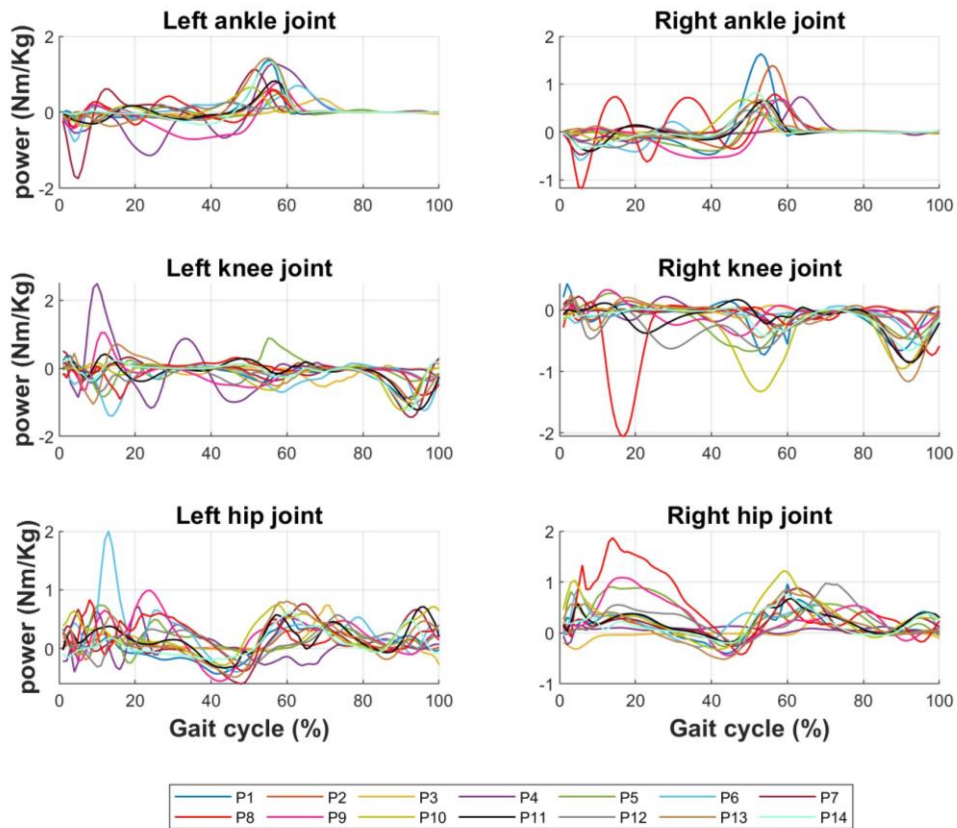 Left ankle joint
Right ankle joint
power (Nm/Kg)
2
0
-2
0 20 40 60 80 100
2
1
0
-1
0 20 40 60 80 100
Left knee joint
Right knee joint
power (Nm/Kg)
2
0
-2
0 20 40 60 80 100
0
-1
-2
0 20 40 60 80 100
Left hip joint
Right hip joint
power (Nm/Kg)
2
1
0
0 20 40 60 80 100
Gait cycle (%)
2
1
0
-1
0 20 40 60 80 100
Gait cycle (%)
P1 P2 P3 P4 P5 P6 P7
P8 P9 P10 P11 P12 P13 P14